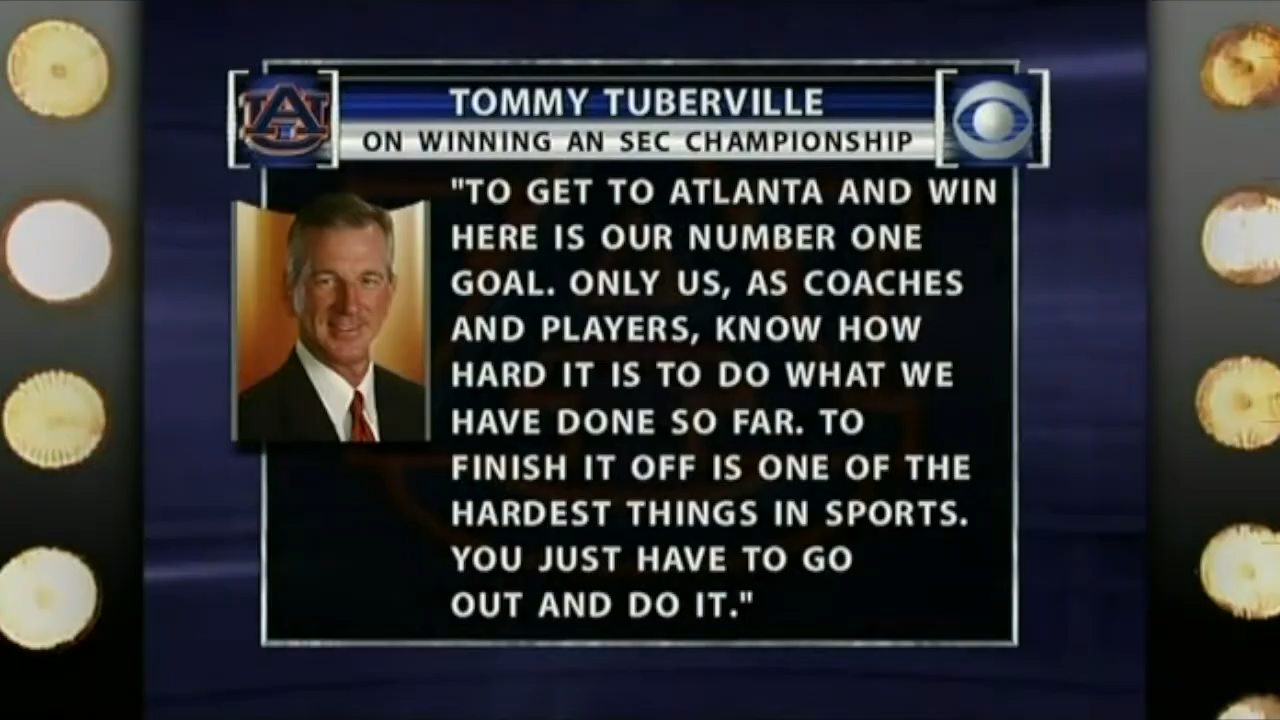 TOMMY TUBERVILLE
ON WINNING AN SEC CHAMPIONSHIP
"TO GET TO ATLANTA AND WIN
HERE IS OUR NUMBER ONE
GOAL. ONLY US, AS COACHES
AND PLAYERS, KNOW HOW
HARD IT IS TO DO WHAT WE
HAVE DONE SO FAR. TO
FINISH IT OFF IS ONE OF THE
HARDEST THINGS IN SPORTS.
YOU JUST HAVE TO GO
OUT AND DO IT."